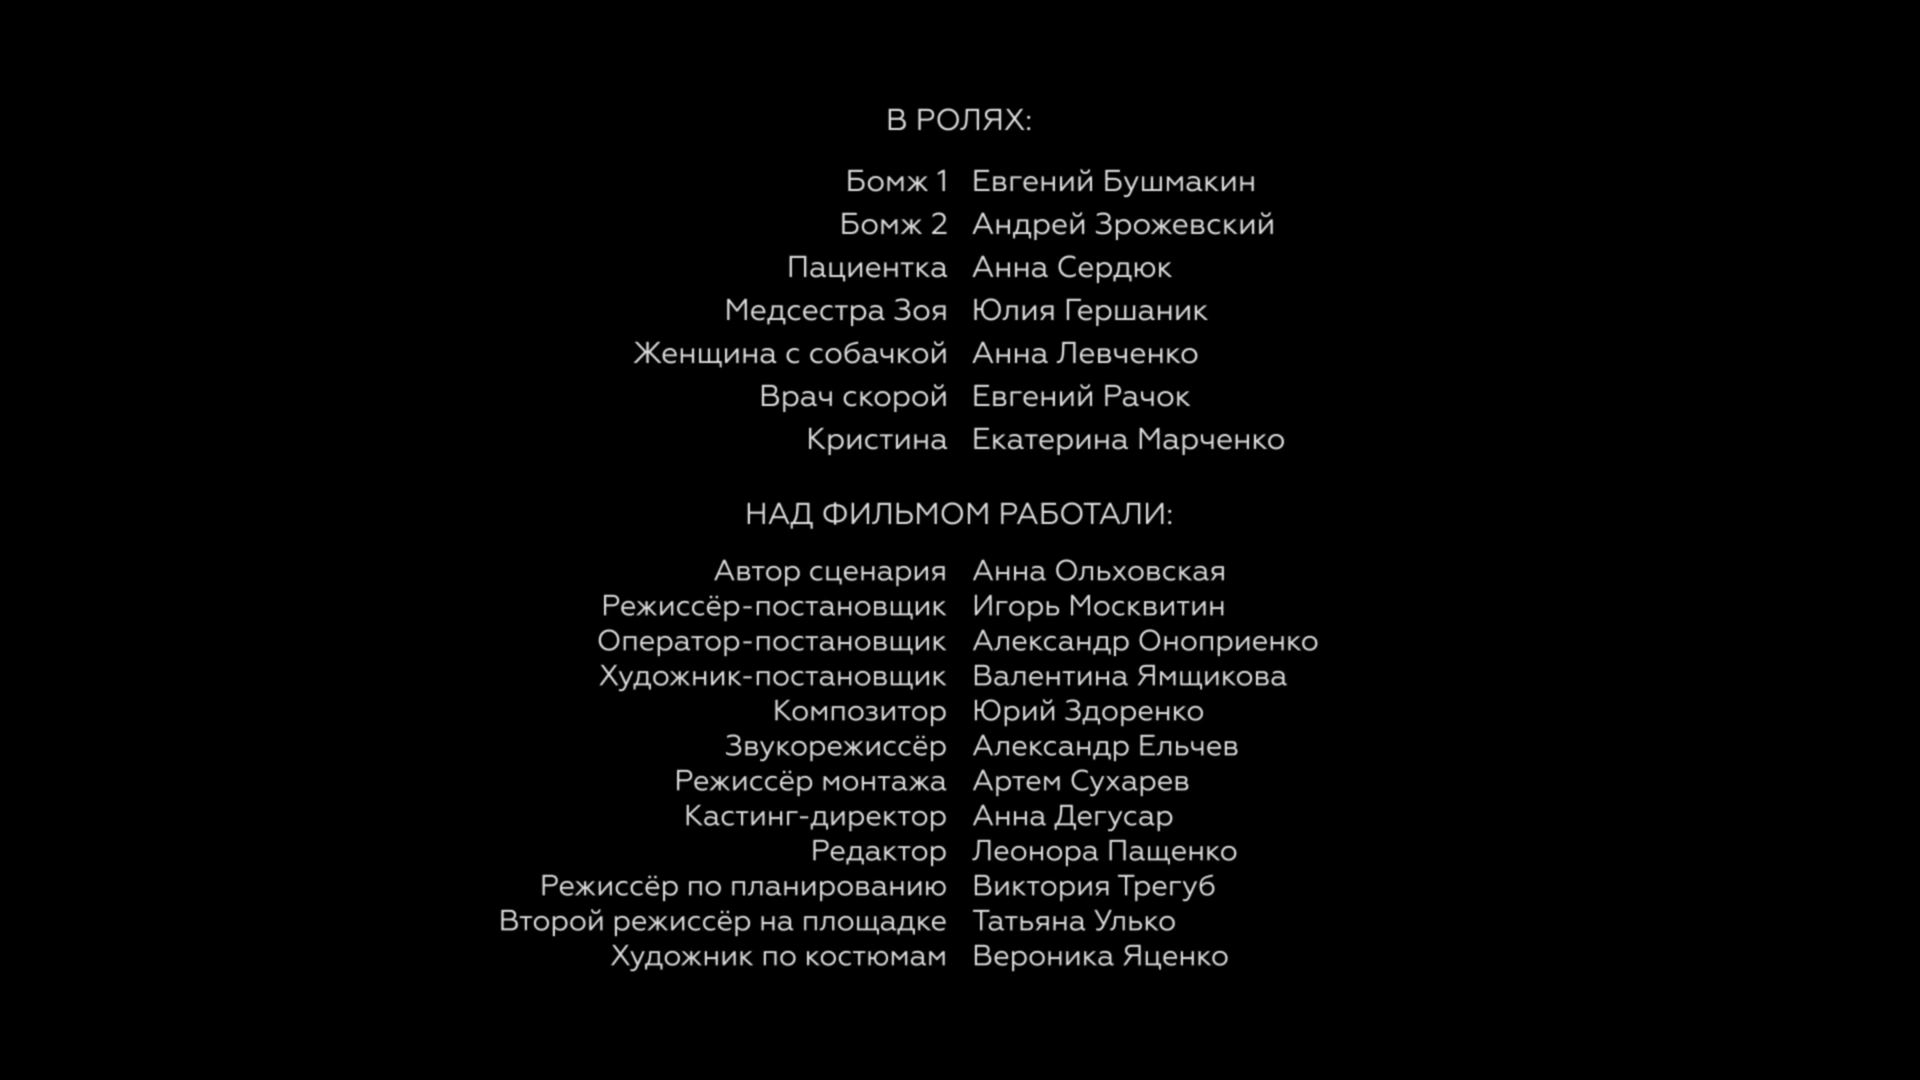 В РОЛЯХ:
Бомж 1 Евгений Бушмакин
Бомж 2 Андрей Зрожевский
Пациентка Анна Сердюк
Медсестра Зоя Юлия Гершаник
Женщина с собачкой Анна Левченко
Врач скорой Евгений Рачок
Кристина Екатерина Марченко
НАД ФИЛЬМОМ РАБОТАЛИ:
Автор сценария Анна Ольховская
Режиссёр-постановщик Игорь Москвитин
Оператор-постановщик Александр Оноприенко
Художник-постановщик Валентина Ямщикова
Композитор Юрий Здоренко
Звукорежиссёр Александр Ельчев
Режиссёр монтажа Артем Сухарев
Кастинг-директор Анна Дегусар
Редактор Леонора Пащенко
Режиссёр по планированию Виктория Трегуб
Второй режиссёр на площадке Татьяна Улько
Художник по костюмам Вероника Яценко